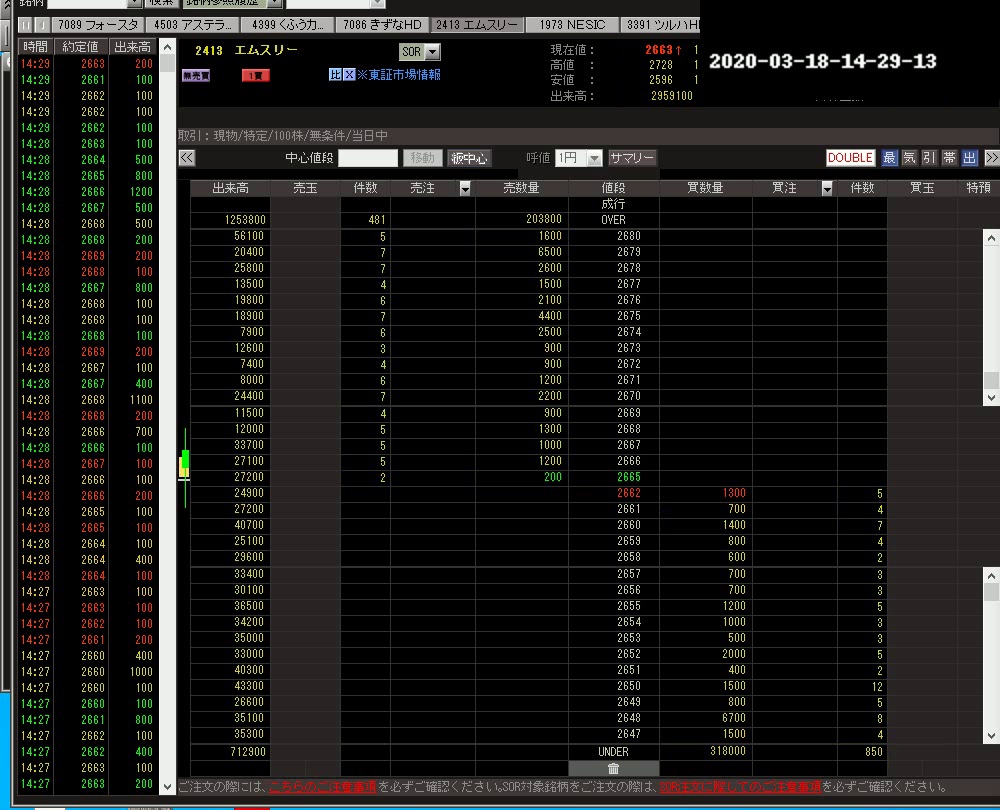 7089 フォースタ 4503 アステラ… 4399 くふうカ… 7086 きずなHD 2413 エムスリー 1973 NESIC 3391 ツルハHI
時間 約定値 出来高
14:29 2663 200
14:29 2661 100
14:29 2662 100
14:29 2662 100
14:28 2662 100
14:28 2663 100
14:28 2664 500
14:28 2665 800
14:28 2666 1200
14:28 2667 500
14:28 2668 500
14:28 2668 200
14:28 2669 200
14:28 2668 100
14:28 2667 800
14:28 2668 100
14:28 2668 100
14:28 2668 100
14:28 2669 200
14:28 2667 100
14:28 2667 400
14:28 2668 1100
14:28 2668 200
14:28 2666 700
14:28 2666 100
14:28 2667 100
14:28 2666 100
14:28 2666 200
14:28 2665 100
14:28 2665 100
14:28 2664 100
14:28 2664 400
14:28 2664 100
14:27 2663 100
14:27 2663 100
14:27 2662 100
14:27 2661 200
14:27 2660 400
14:27 2660 1000
14:27 2660 100
14:27 2660 100
14:27 2661 800
14:27 2662 100
14:27 2662 400
14:27 2663 100
14:27 2663 200
2413 エムスリー SOR
無売買 1買 比 X ※東証市場情報
現在値: 2663↑ 1
高値 : 2728 1
安値 : 2596 1
出来高: 2959100
2020-03-18-14-29-13
取引:現物/特定/100株/無条件/当日中
中心値段 移動 板中心 呼値 1円 サマリー DOUBLE 最 気 引 帯 出
出来高 売玉 件数 売注 売数量 値段 買数量 買注 件数 買玉 特預
成行
1253800 481 203800 OVER
56100 5 1600 2680
20400 7 6500 2679
25800 7 2600 2678
13500 4 1500 2677
19800 6 2100 2676
18900 7 4400 2675
7900 6 2500 2674
12600 3 900 2673
7400 4 900 2672
8000 6 1200 2671
24400 7 2200 2670
11500 4 900 2669
12000 5 1300 2668
33700 5 1000 2667
27100 5 1200 2666
27200 2 200 2665
24900 2662 1300 5
27200 2661 700 4
40700 2660 1400 7
25100 2659 800 4
29600 2658 600 2
33400 2657 700 3
30100 2656 700 3
36500 2655 1200 5
34200 2654 1000 3
35000 2653 500 3
33000 2652 2000 5
40300 2651 400 2
43300 2650 1500 12
26600 2649 800 5
35100 2648 6700 8
35300 2647 1500 4
712900 UNDER 318000 850
ご注文の際には、こちらのご注意事項を必ずご確認ください。SOR対象銘柄をご注文の際は、SOR注文に際してのご注意事項を必ずご確認ください。